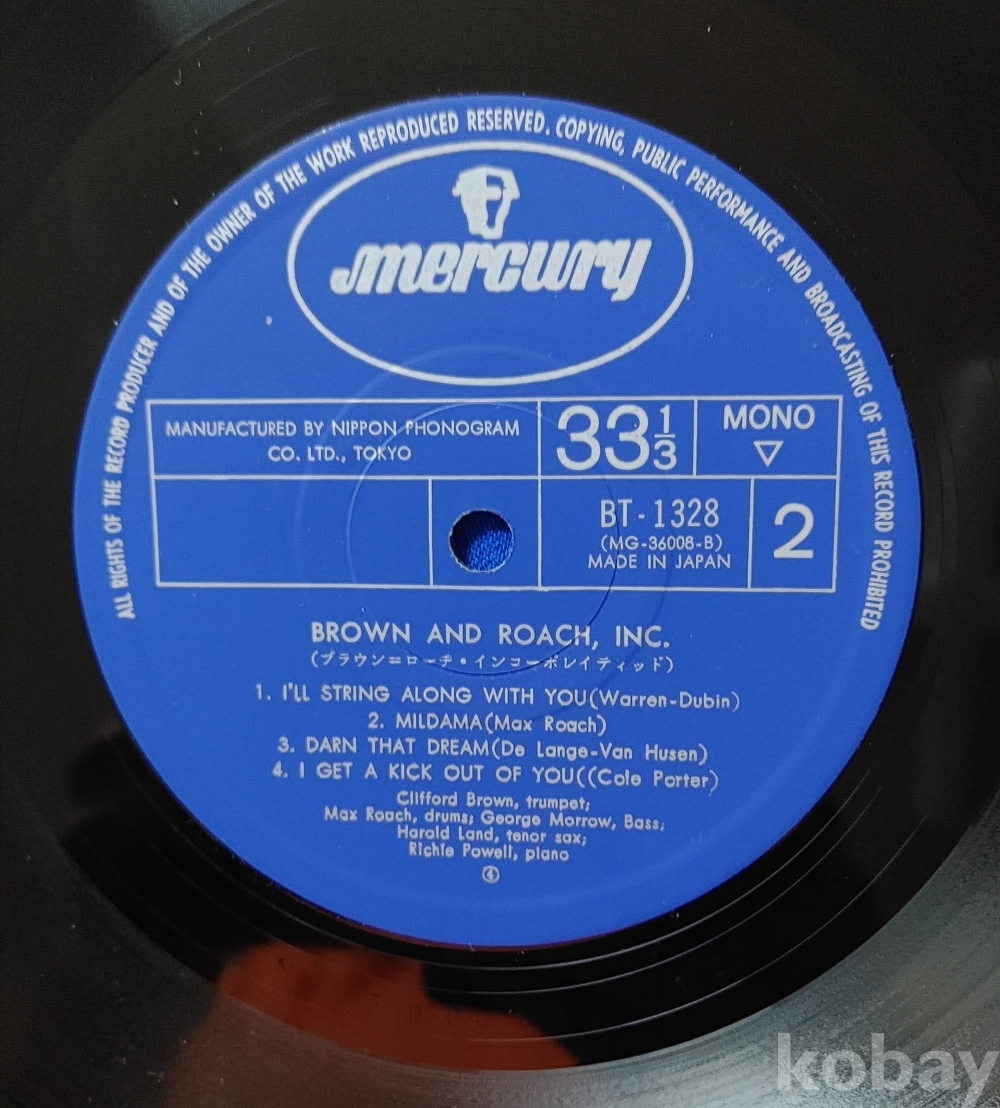 ALL RIGHTS OF THE RECORD PRODUCER AND OF THE OWNER OF THE WORK REPRODUCED RESERVED. COPYING, PUBLIC PERFORMANCE AND BROADCASTING OF THIS RECORD PROHIBITED
mercury
MANUFACTURED BY NIPPON PHONOGRAM
CO. LTD., TOKYO
33 1/3
MONO
▽
BT-1328
(MG-36008-B)
MADE IN JAPAN
2
BROWN AND ROACH, INC.
(ブラウン=ローチ・インコーポレイティッド)
1. I'LL STRING ALONG WITH YOU(Warren-Dubin)
2. MILDAMA(Max Roach)
3. DARN THAT DREAM(De Lange-Van Husen)
4. I GET A KICK OUT OF YOU((Cole Porter)
Clifford Brown, trumpet;
Max Roach, drums; George Morrow, Bass;
Harold Land, tenor sax;
Richie Powell, piano
④
kobay